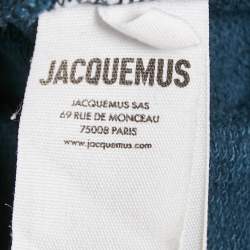 JACQUEMUS
JACQUEMUS SAS
69 RUE DE MONCEAU
75008 PARIS
www.jacquemus.com